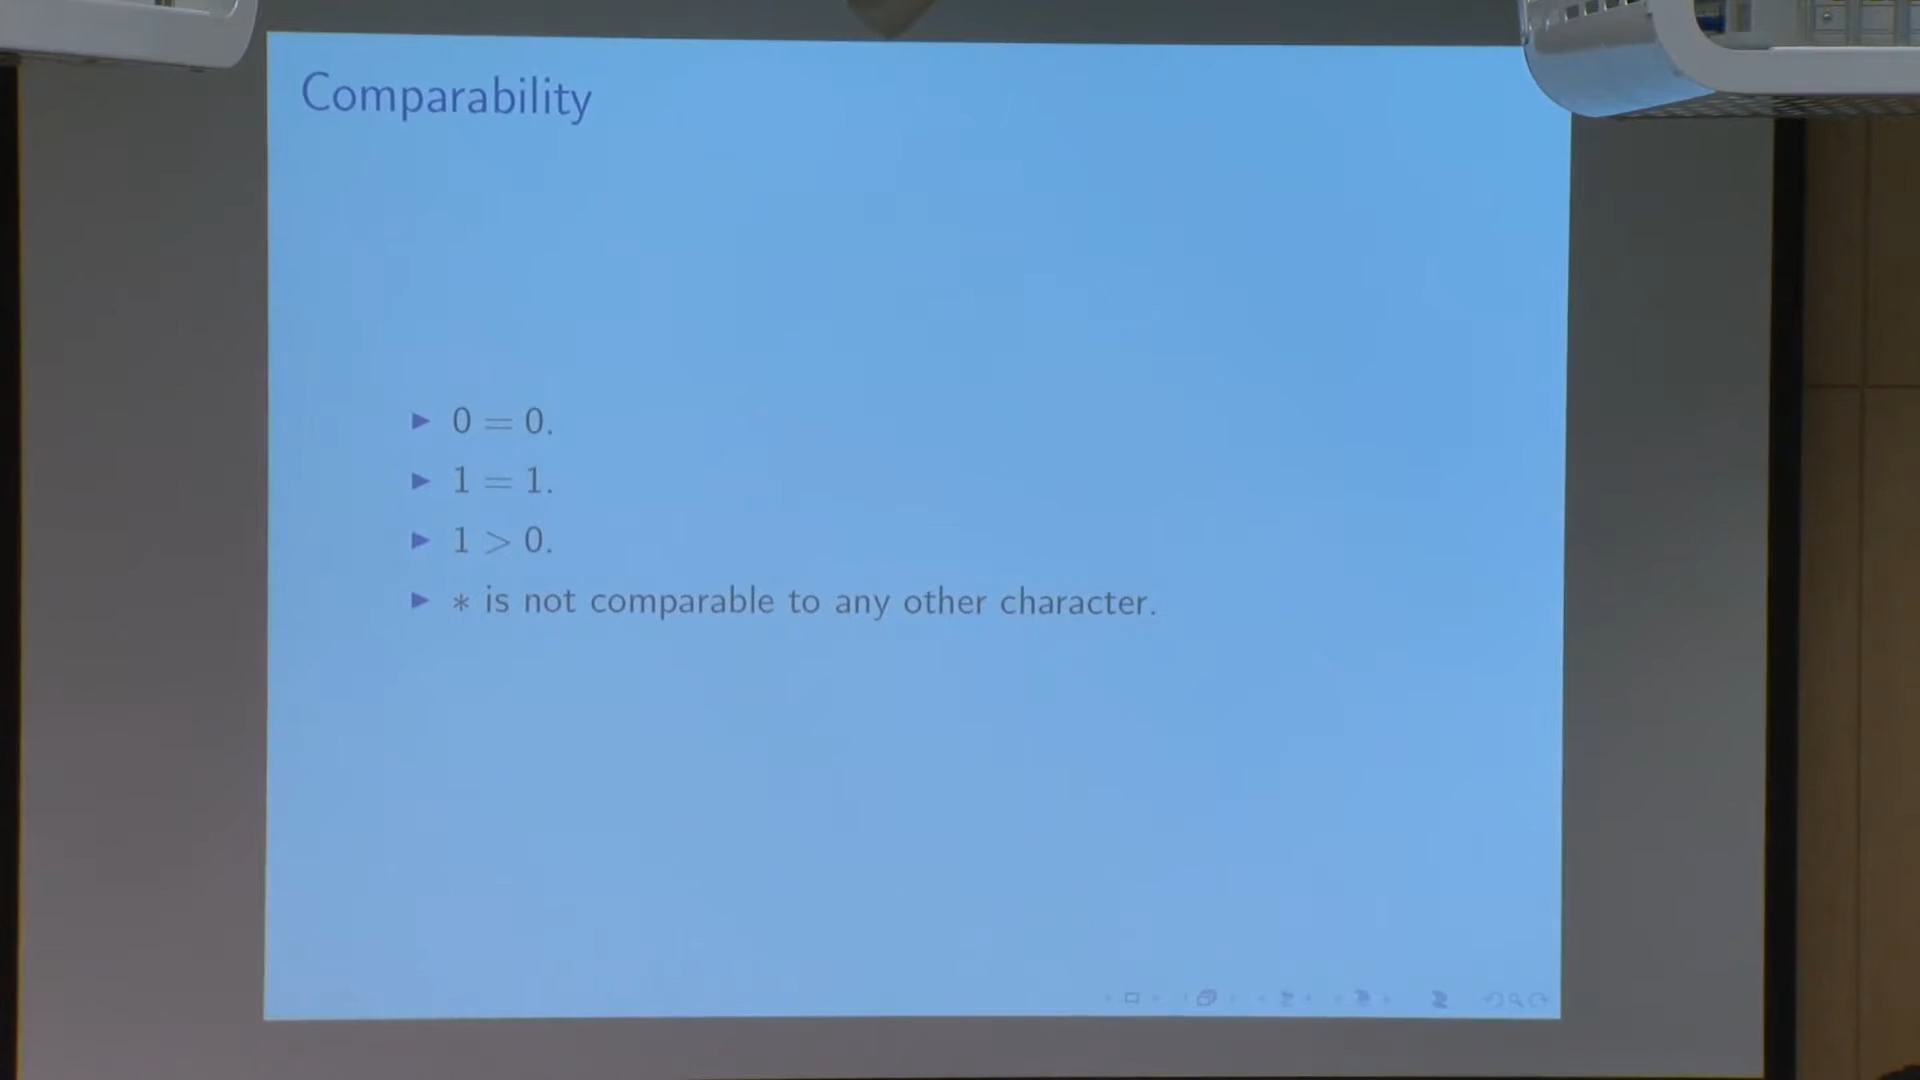 Comparability
▶ 0 = 0.
▶ 1 = 1.
▶ 1 > 0.
▶ * is not comparable to any other character.